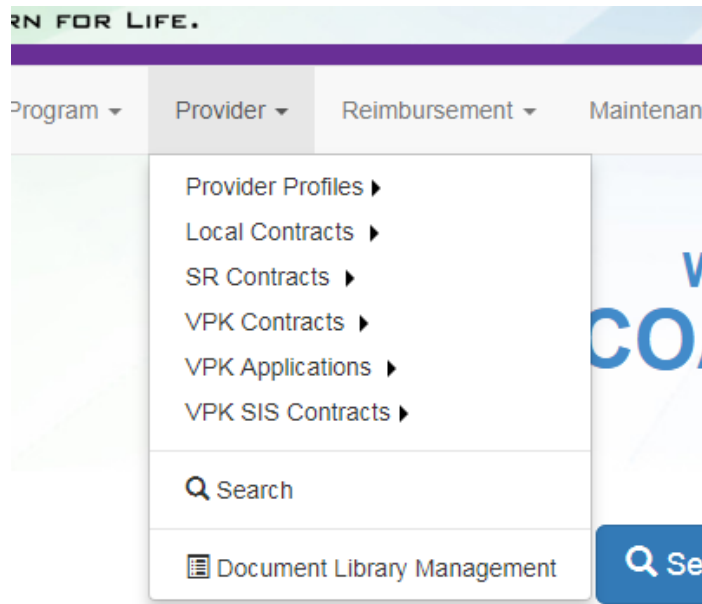 RN FOR LIFE.
Program Provider Reimbursement Maintenan
Provider Profiles
Local Contracts
SR Contracts
VPK Contracts
VPK Applications
VPK SIS Contracts
W
COA
Search
Document Library Management
Se